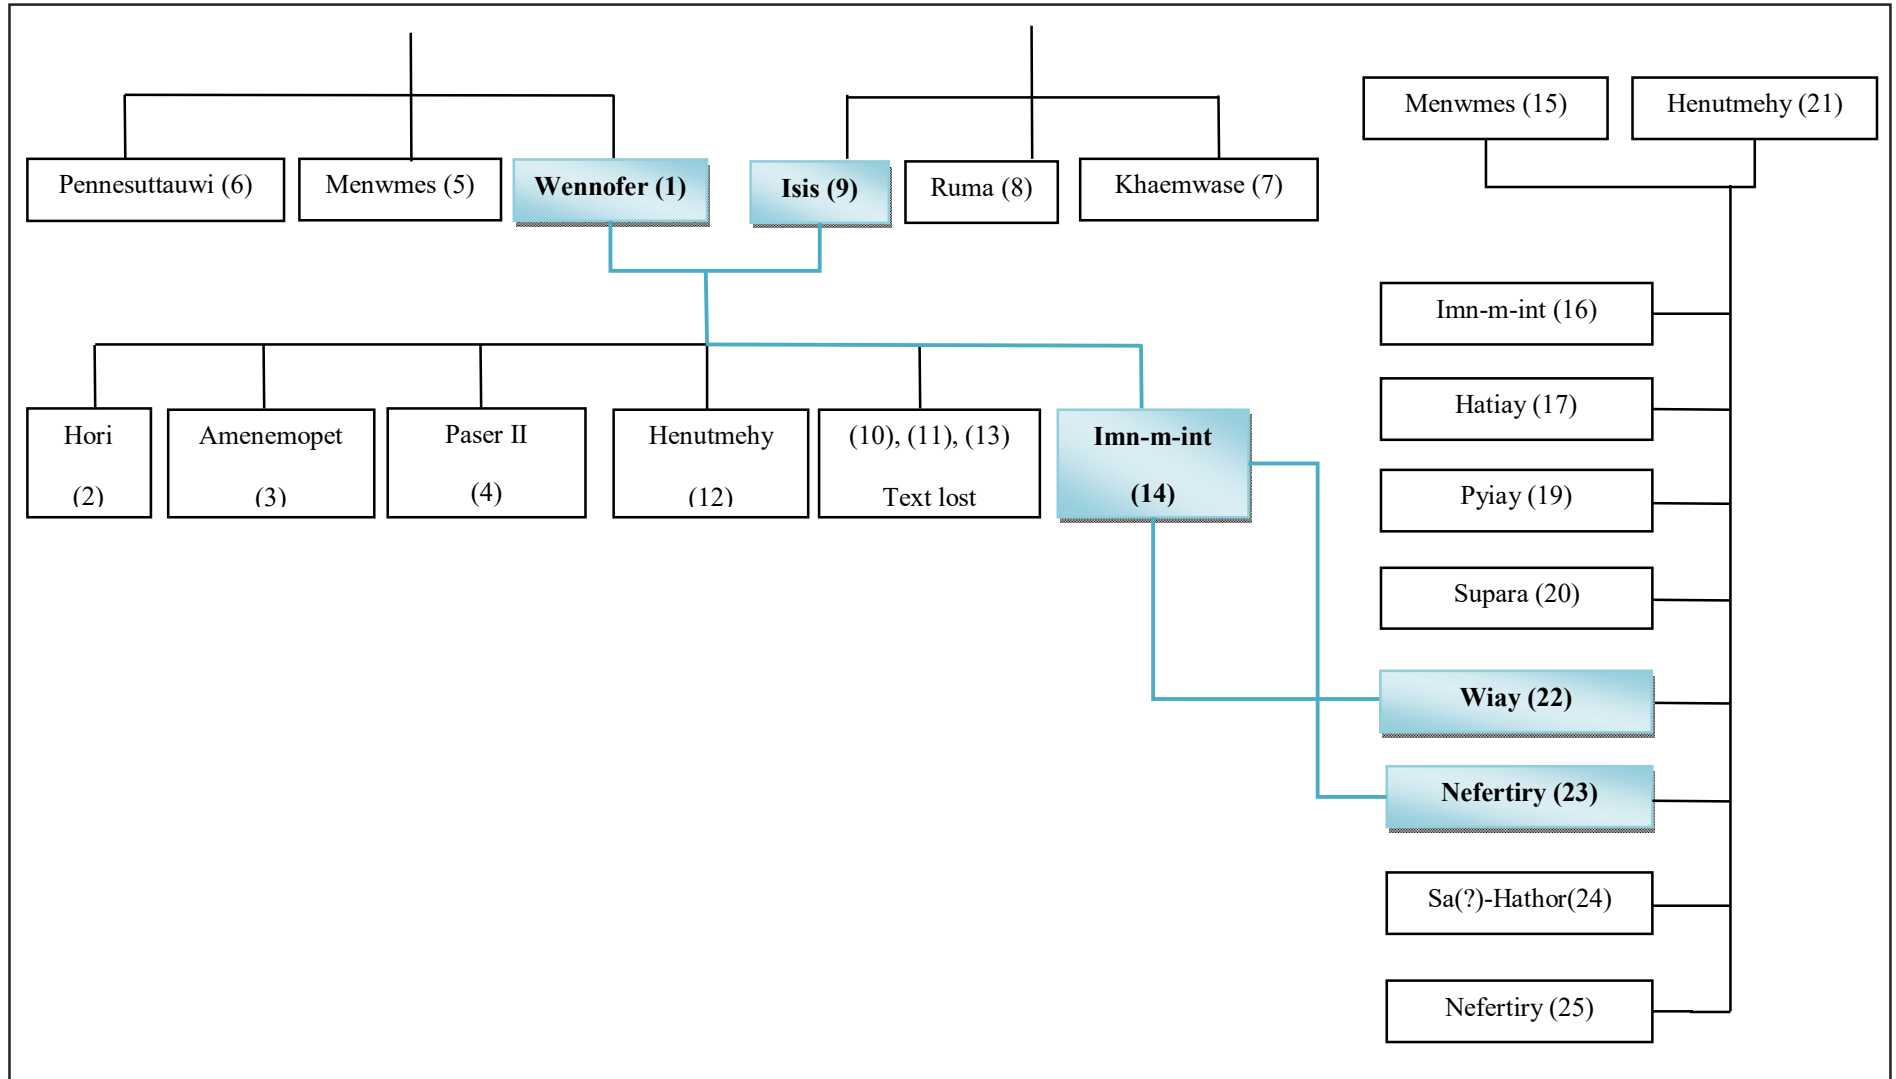 Menwmes (15)
Henutmehy (21)
Pennesuttauwi (6)
Menwmes (5)
Wennofer (1)
Isis (9)
Ruma (8)
Khaemwase (7)
Imn-m-int (16)
Hatiay (17)
Pyiay (19)
Supara (20)
Hori
(2)
Amenemopet
(3)
Paser II
(4)
Henutmehy
(12)
(10), (11), (13)
Text lost
Imn-m-int
(14)
Wiay (22)
Nefertiry (23)
Sa(?)-Hathor(24)
Nefertiry (25)